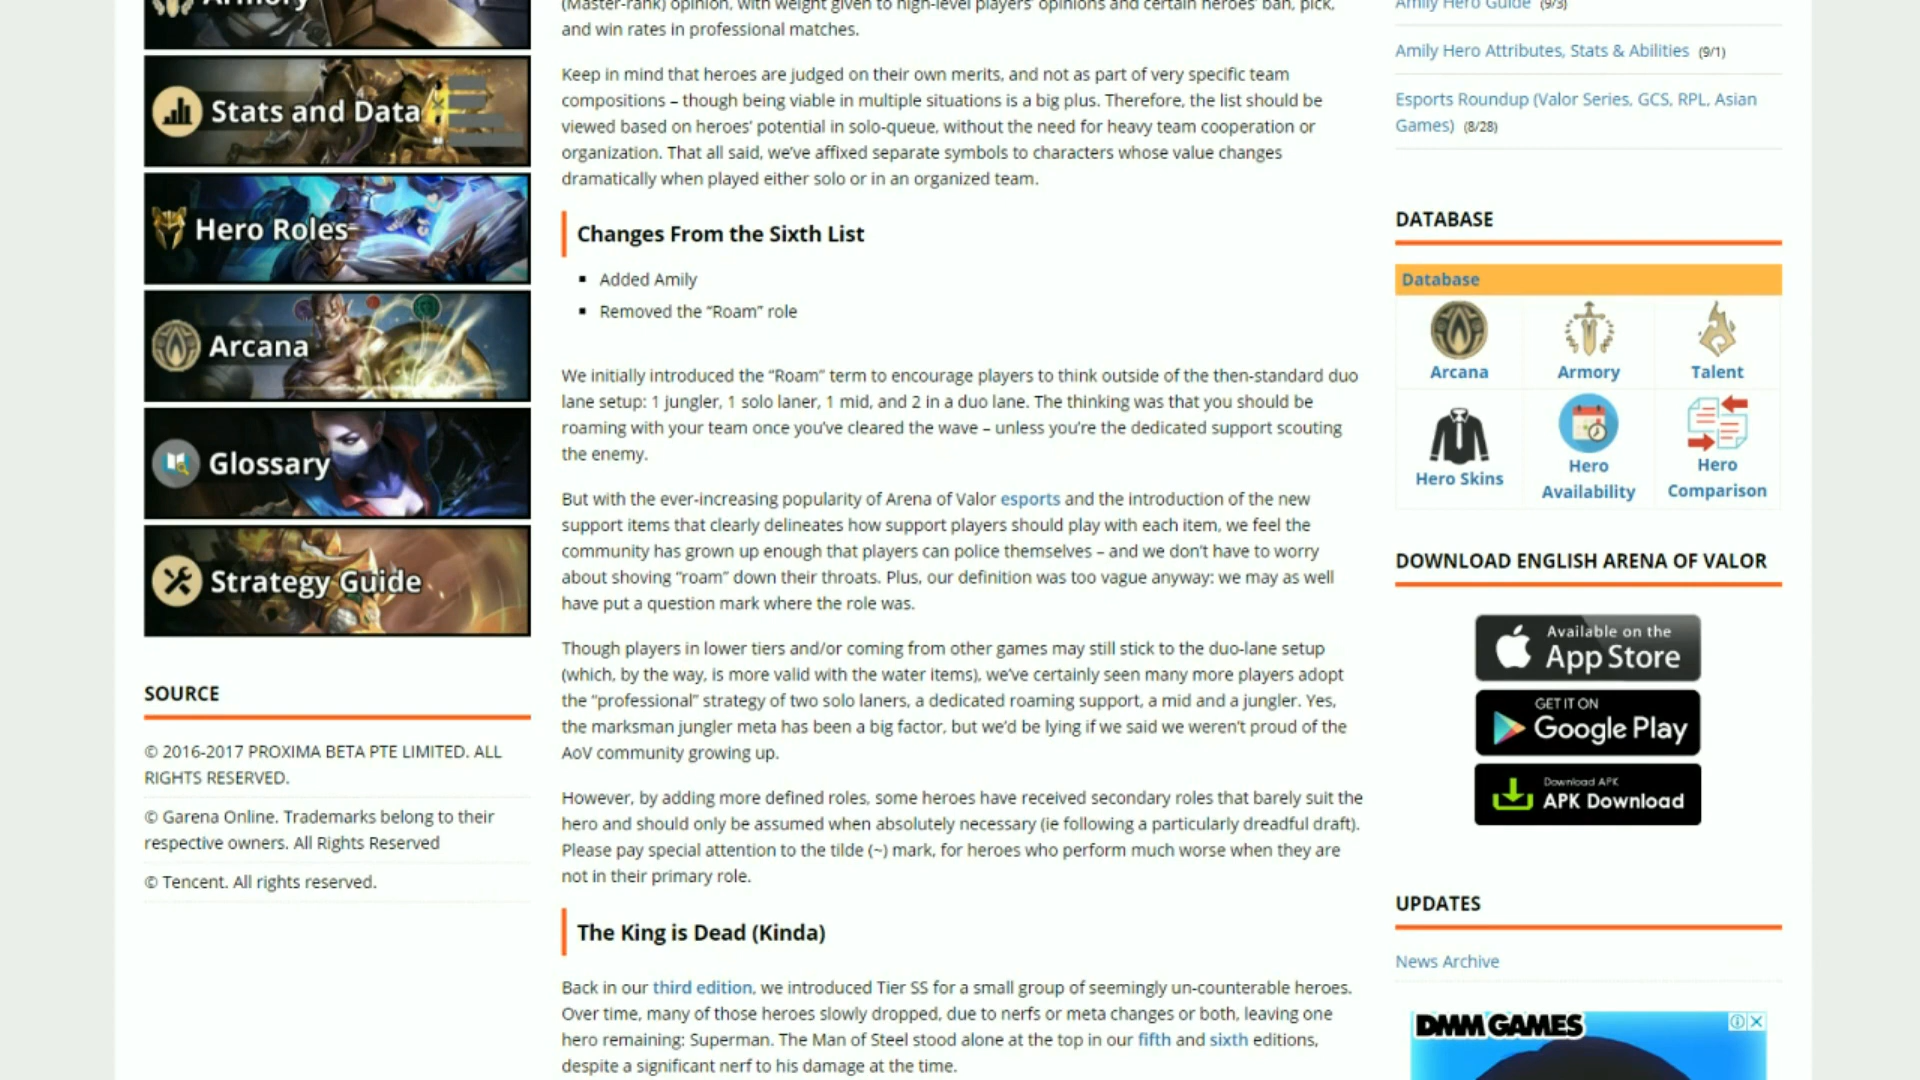 Armory
Stats and Data
Hero Roles
Arcana
Glossary
Strategy Guide
SOURCE
© 2016-2017 PROXIMA BETA PTE LIMITED. ALL
RIGHTS RESERVED.
© Garena Online. Trademarks belong to their
respective owners. All Rights Reserved
© Tencent. All rights reserved.
(Master-rank) opinion, with weight given to high-level players' opinions and certain heroes' ban, pick,
and win rates in professional matches.
Keep in mind that heroes are judged on their own merits, and not as part of very specific team
compositions – though being viable in multiple situations is a big plus. Therefore, the list should be
viewed based on heroes' potential in solo-queue, without the need for heavy team cooperation or
organization. That all said, we've affixed separate symbols to characters whose value changes
dramatically when played either solo or in an organized team.
Changes From the Sixth List
▪ Added Amily
▪ Removed the “Roam” role
We initially introduced the “Roam” term to encourage players to think outside of the then-standard duo
lane setup: 1 jungler, 1 solo laner, 1 mid, and 2 in a duo lane. The thinking was that you should be
roaming with your team once you've cleared the wave – unless you're the dedicated support scouting
the enemy.
But with the ever-increasing popularity of Arena of Valor esports and the introduction of the new
support items that clearly delineates how support players should play with each item, we feel the
community has grown up enough that players can police themselves – and we don't have to worry
about shoving “roam” down their throats. Plus, our definition was too vague anyway: we may as well
have put a question mark where the role was.
Though players in lower tiers and/or coming from other games may still stick to the duo-lane setup
(which, by the way, is more valid with the water items), we've certainly seen many more players adopt
the “professional” strategy of two solo laners, a dedicated roaming support, a mid and a jungler. Yes,
the marksman jungler meta has been a big factor, but we'd be lying if we said we weren't proud of the
AoV community growing up.
However, by adding more defined roles, some heroes have received secondary roles that barely suit the
hero and should only be assumed when absolutely necessary (ie following a particularly dreadful draft).
Please pay special attention to the tilde (~) mark, for heroes who perform much worse when they are
not in their primary role.
The King is Dead (Kinda)
Back in our third edition, we introduced Tier SS for a small group of seemingly un-counterable heroes.
Over time, many of those heroes slowly dropped, due to nerfs or meta changes or both, leaving one
hero remaining: Superman. The Man of Steel stood alone at the top in our fifth and sixth editions,
despite a significant nerf to his damage at the time.
Amily Hero Guide (9/3)
Amily Hero Attributes, Stats & Abilities (9/1)
Esports Roundup (Valor Series, GCS, RPL, Asian
Games) (8/28)
DATABASE
Database
Arcana Armory Talent
Hero Skins Hero Availability Hero Comparison
DOWNLOAD ENGLISH ARENA OF VALOR
Available on the
App Store
GET IT ON
Google Play
Download APK
APK Download
UPDATES
News Archive
DMM GAMES